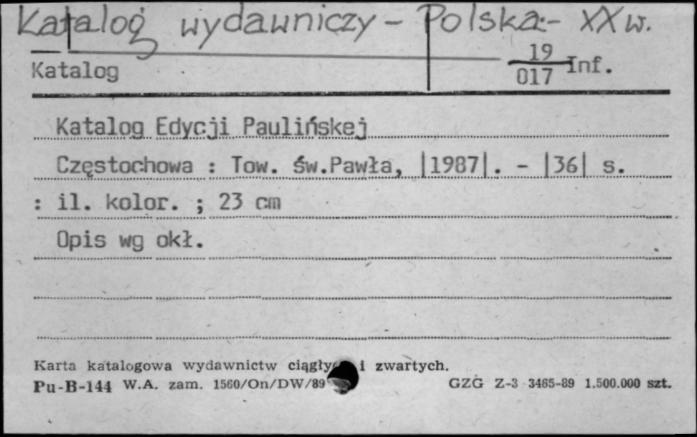 Katalog wydawniczy - Polska - XX w.
19
Katalog 017 Inf.
Katalog Edycji Paulińskej
Częstochowa : Tow. św.Pawła, |1987|. - |36| s.
: il. kolor. ; 23 cm
Opis wg okł.
Karta katalogowa wydawnictw ciągły i zwartych.
Pu-B-144 W.A. zam. 1560/On/DW/89 GZG Z-3 3465-89 1.500.000 szt.